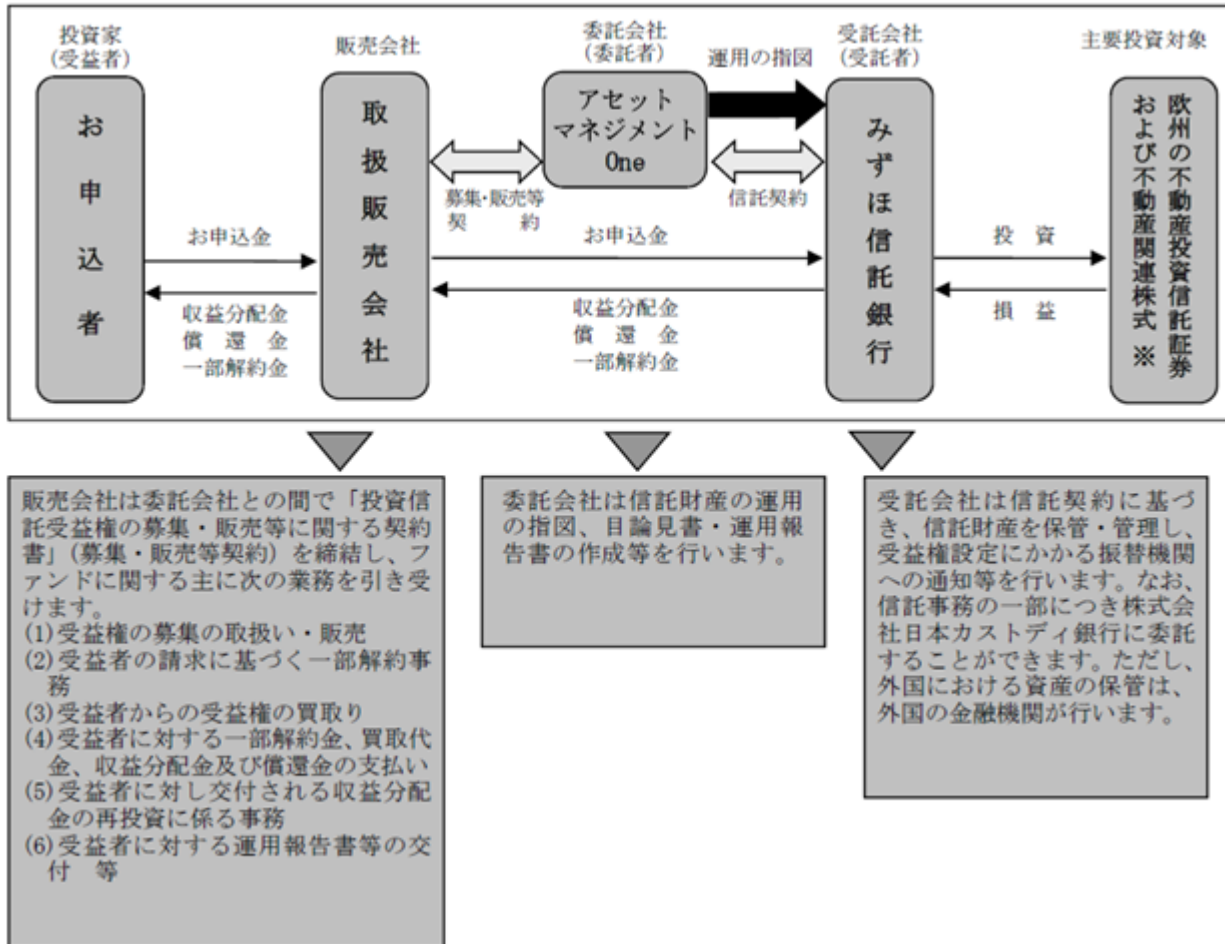 投資家
(受益者)
お申込者
販売会社
取扱販売会社
委託会社
(委託者)
アセット
マネジメント
One
運用の指図
受託会社
(受託者)
みずほ信託銀行
主要投資対象
欧州の不動産投資信託証券
および不動産関連株式 ※
募集・販売等
契　約
信託契約
お申込金
収益分配金
償　還　金
一部解約金
お申込金
収益分配金
償　還　金
一部解約金
投　資
損　益
販売会社は委託会社との間で「投資信
託受益権の募集・販売等に関する契約
書」(募集・販売等契約)を締結し、フ
ァンドに関する主に次の業務を引き受
けます。
(1)受益権の募集の取扱い・販売
(2)受益者の請求に基づく一部解約事
務
(3)受益者からの受益権の買取り
(4)受益者に対する一部解約金、買取代
金、収益分配金及び償還金の支払い
(5)受益者に対し交付される収益分配
金の再投資に係る事務
(6)受益者に対する運用報告書等の交
付　等
委託会社は信託財産の運用
の指図、目論見書・運用報
告書の作成等を行います。
受託会社は信託契約に基づ
き、信託財産を保管・管理し、
受益権設定にかかる振替機関
への通知等を行います。なお、
信託事務の一部につき株式会
社日本カストディ銀行に委託
することができます。ただし、
外国における資産の保管は、
外国の金融機関が行います。